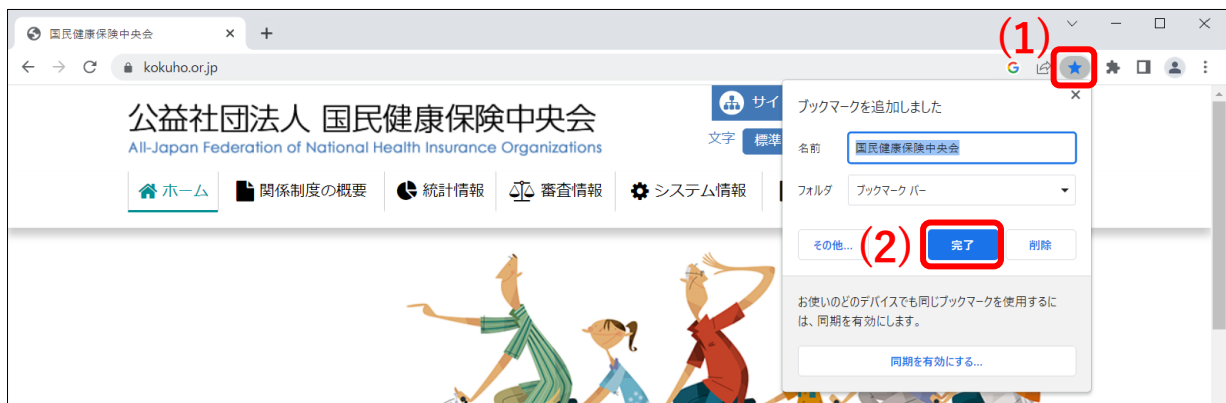 国民健康保険中央会
(1)
kokuho.or.jp
公益社団法人 国民健康保険中央会
All-Japan Federation of National Health Insurance Organizations
サイ
文字 標準
ホーム 関係制度の概要 統計情報 審査情報 システム情報
ブックマークを追加しました
名前 国民健康保険中央会
フォルダ ブックマーク バー
その他... (2) 完了 削除
お使いのどのデバイスでも同じブックマークを使用するに
は、同期を有効にします。
同期を有効にする...